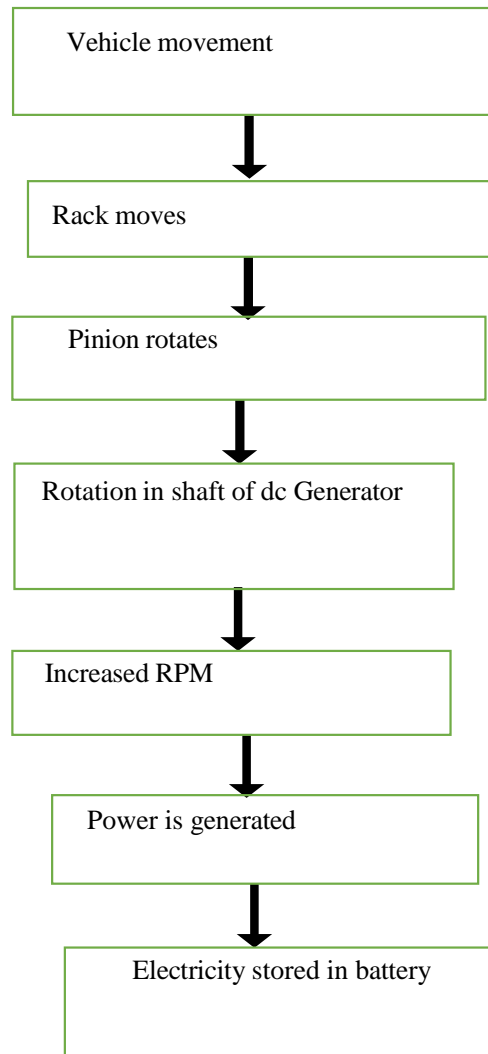 Vehicle movement
Rack moves
Pinion rotates
Rotation in shaft of dc Generator
Increased RPM
Power is generated
Electricity stored in battery